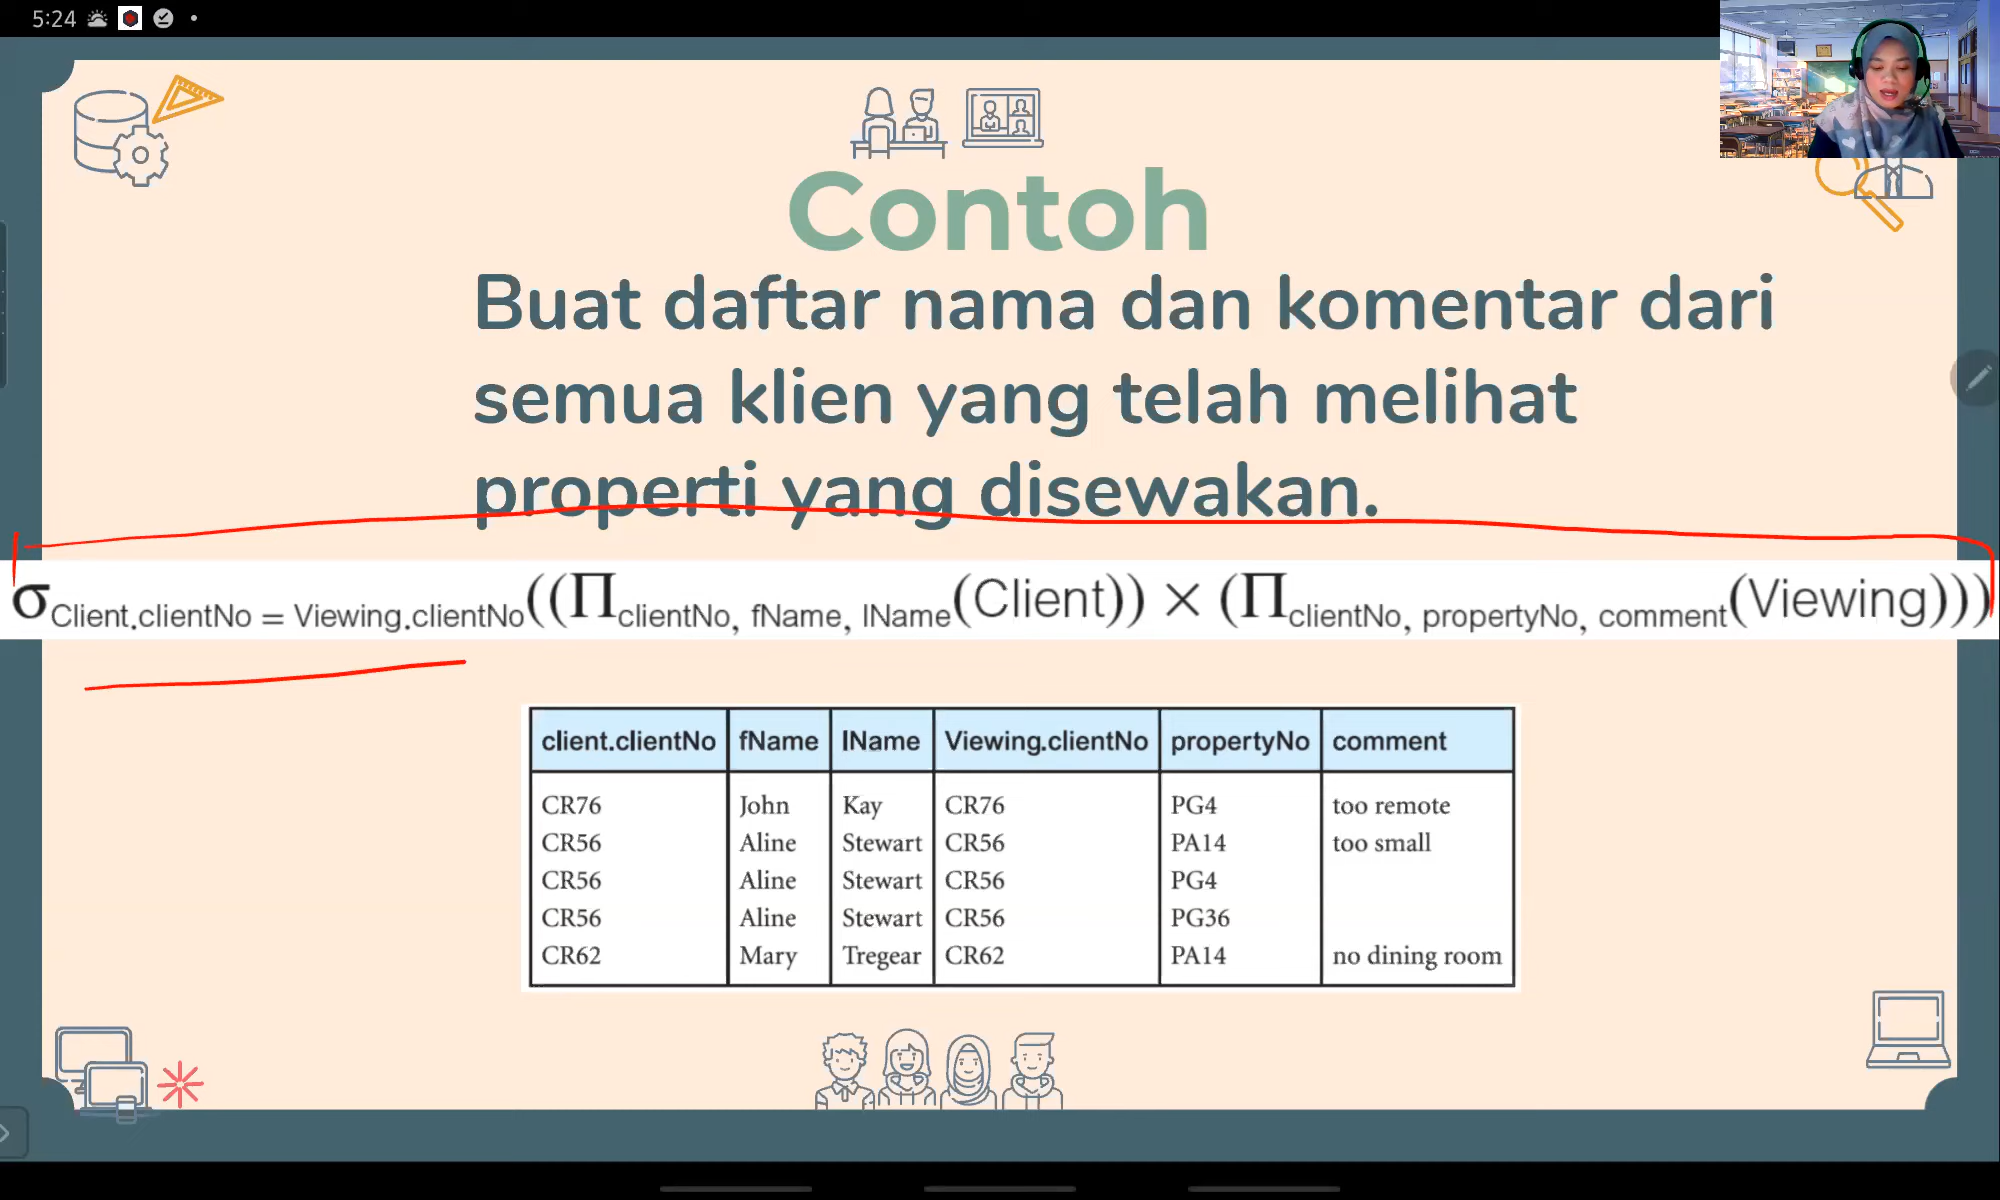 5:24
Contoh
Buat daftar nama dan komentar dari
semua klien yang telah melihat
properti yang disewakan.
σClient.clientNo = Viewing.clientNo((ΠclientNo, fName, lName(Client)) × (ΠclientNo, propertyNo, comment(Viewing)))
client.clientNo fName lName Viewing.clientNo propertyNo comment
CR76 John Kay CR76 PG4 too remote
CR56 Aline Stewart CR56 PA14 too small
CR56 Aline Stewart CR56 PG4
CR56 Aline Stewart CR56 PG36
CR62 Mary Tregear CR62 PA14 no dining room